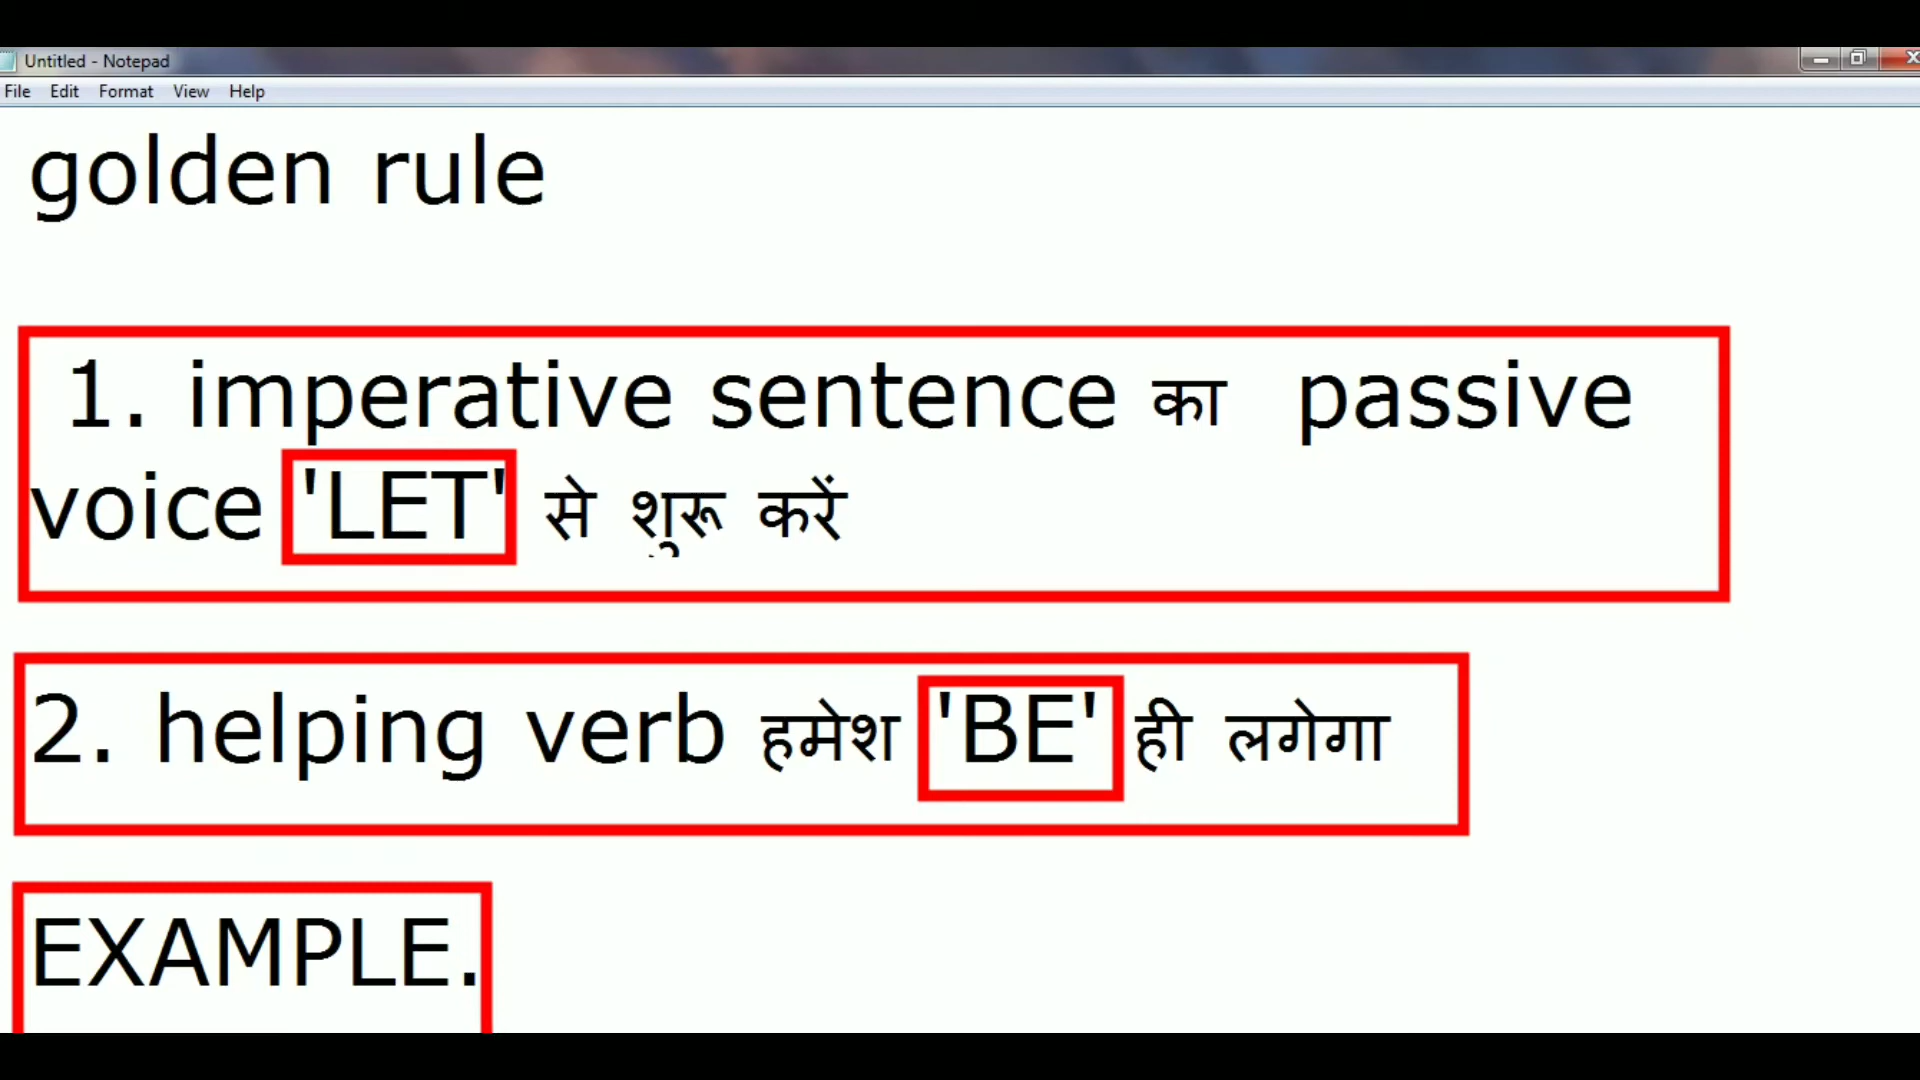 Untitled - Notepad
File Edit Format View Help
golden rule
1. imperative sentence का passive
voice 'LET' से शुरू करें
2. helping verb हमेश 'BE' ही लगेगा
EXAMPLE.